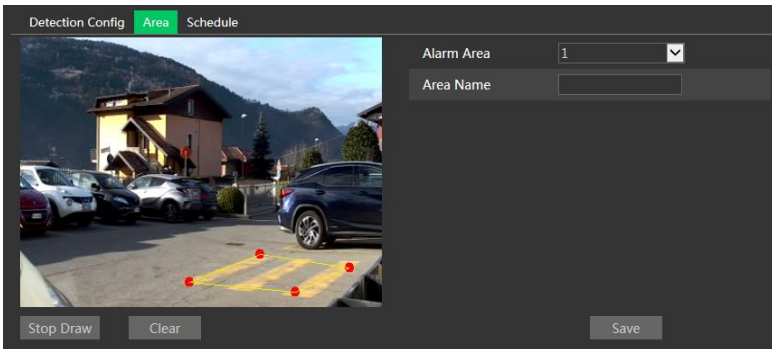 Detection Config Area Schedule
Alarm Area 1
Area Name
Stop Draw Clear Save